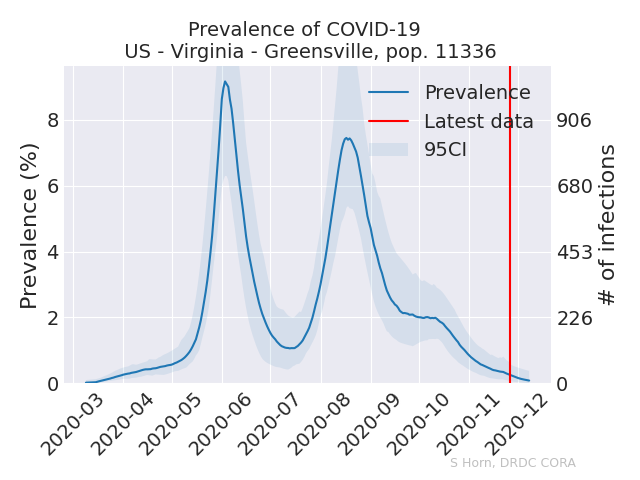 Prevalence of COVID-19
US - Virginia - Greensville, pop. 11336
Prevalence
Latest data
95CI
Prevalence (%)
8
6
4
2
0
906
680
453
226
0
# of infections
2020-03
2020-04
2020-05
2020-06
2020-07
2020-08
2020-09
2020-10
2020-11
2020-12
S Horn, DRDC CORA